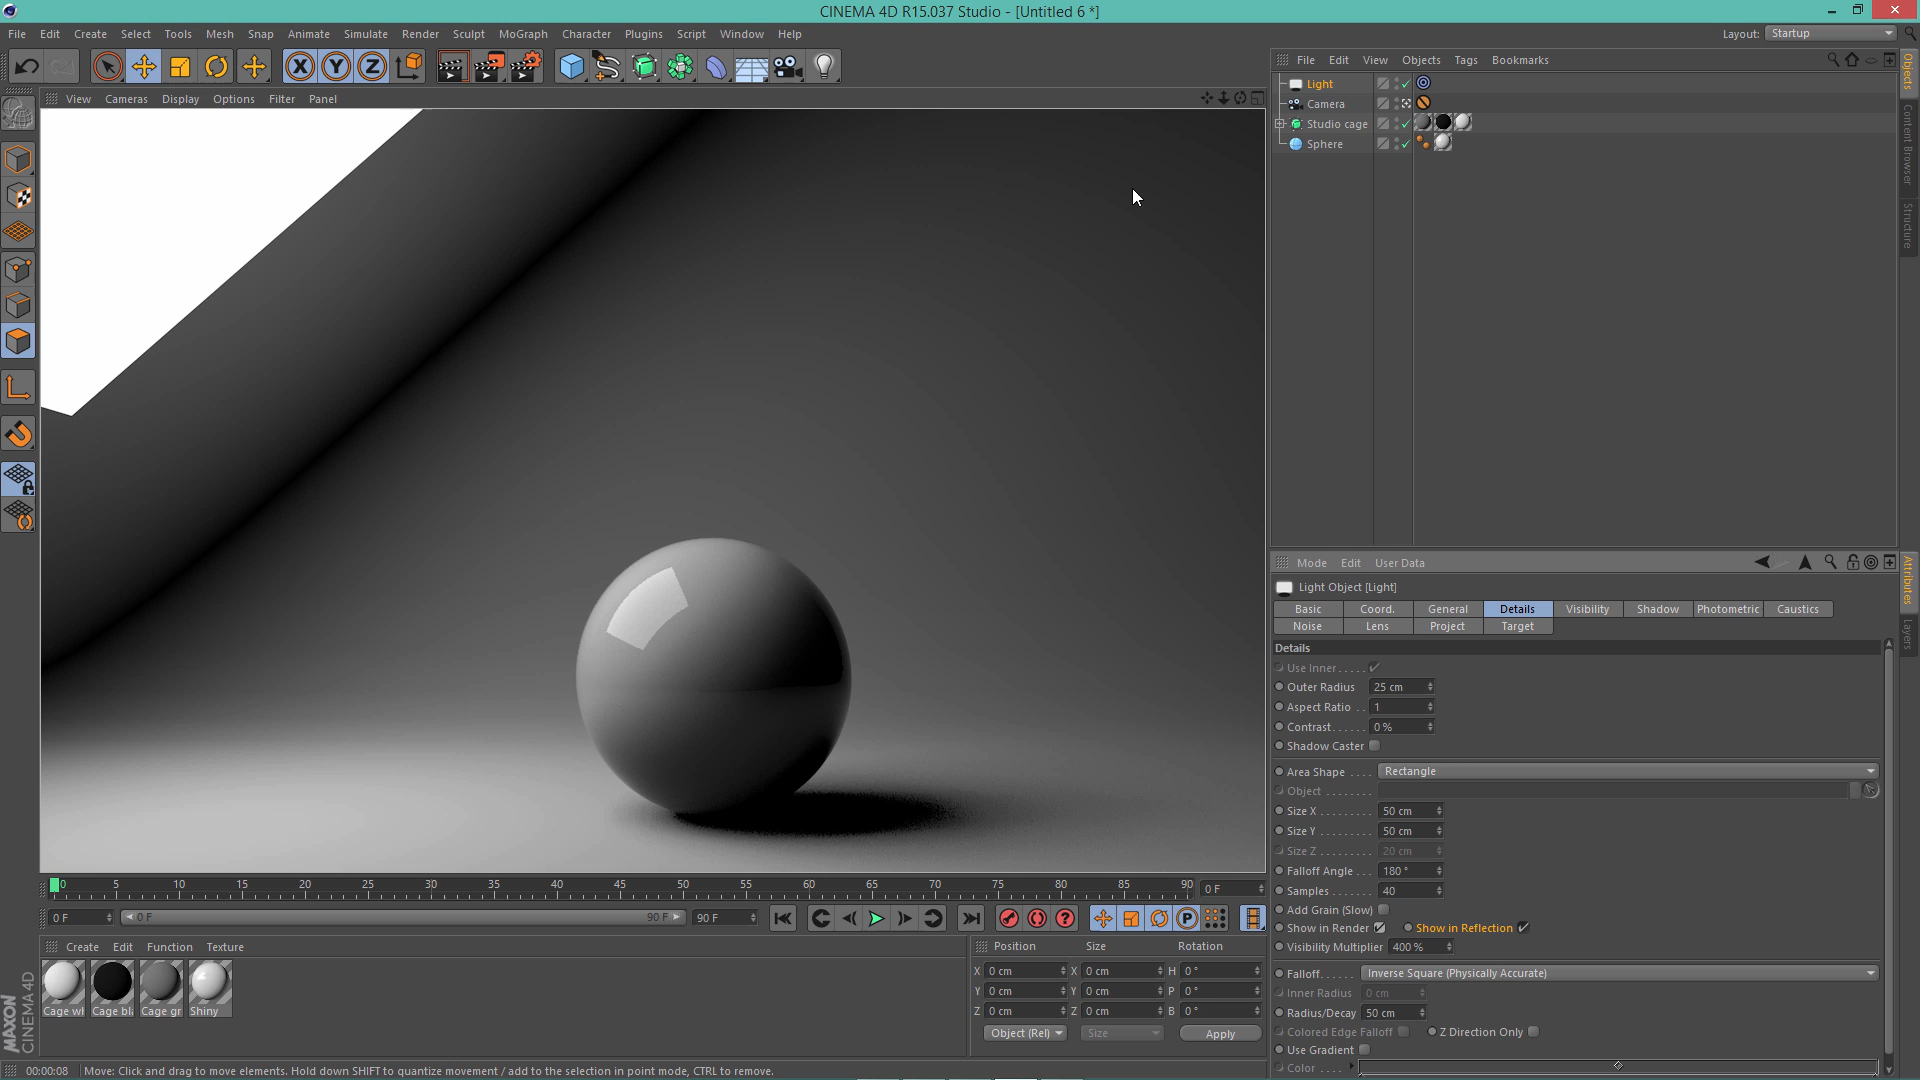 CINEMA 4D R15.037 Studio - [Untitled 6 *]
File Edit Create Select Tools Mesh Snap Animate Simulate Render Sculpt MoGraph Character Plugins Script Window Help
Layout: Startup
File Edit View Objects Tags Bookmarks
View Cameras Display Options Filter Panel
Light
Camera
Studio cage
Sphere
Objects
Content Browser
Structure
Mode Edit User Data
Light Object [Light]
Basic Coord. General Details Visibility Shadow Photometric Caustics
Noise Lens Project Target
Attributes
Layers
Details
Use Inner
Outer Radius 25 cm
Aspect Ratio 1
Contrast 0 %
Shadow Caster
Area Shape Rectangle
Object
Size X 50 cm
Size Y 50 cm
Size Z 20 cm
Falloff Angle 180 °
Samples 40
Add Grain (Slow)
Show in Render Show in Reflection
Visibility Multiplier 400 %
Falloff Inverse Square (Physically Accurate)
Inner Radius 0 cm
Radius/Decay 50 cm
Colored Edge Falloff Z Direction Only
Use Gradient
Color
0 5 10 15 20 25 30 35 40 45 50 55 60 65 70 75 80 85 90 0 F
0 F 0 F 90 F 90 F
Create Edit Function Texture
Cage wl Cage bl Cage gr Shiny
Position Size Rotation
X 0 cm X 0 cm H 0 °
Y 0 cm Y 0 cm P 0 °
Z 0 cm Z 0 cm B 0 °
Object (Rel) Size Apply
MAXON
CINEMA 4D
00:00:08 Move: Click and drag to move elements. Hold down SHIFT to quantize movement / add to the selection in point mode, CTRL to remove.